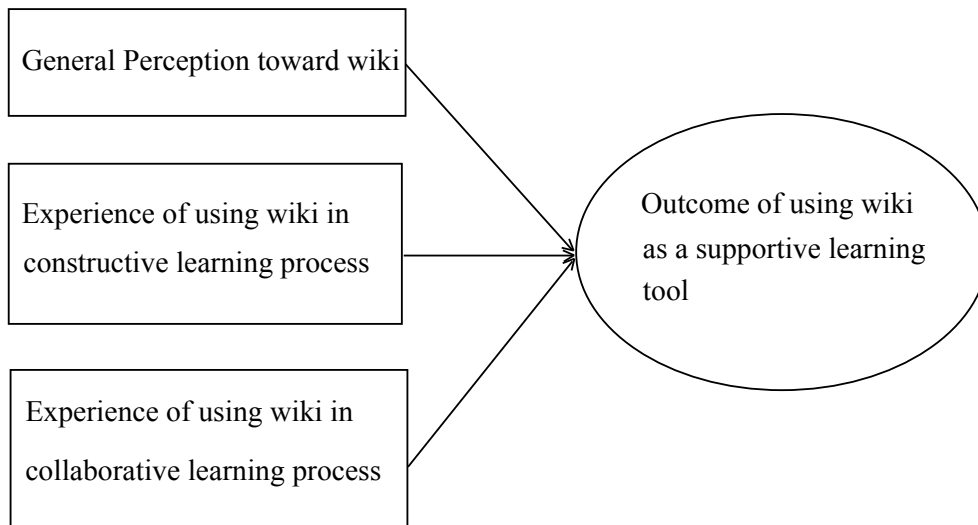 General Perception toward wiki
Experience of using wiki in
constructive learning process
Experience of using wiki in
collaborative learning process
Outcome of using wiki
as a supportive learning
tool